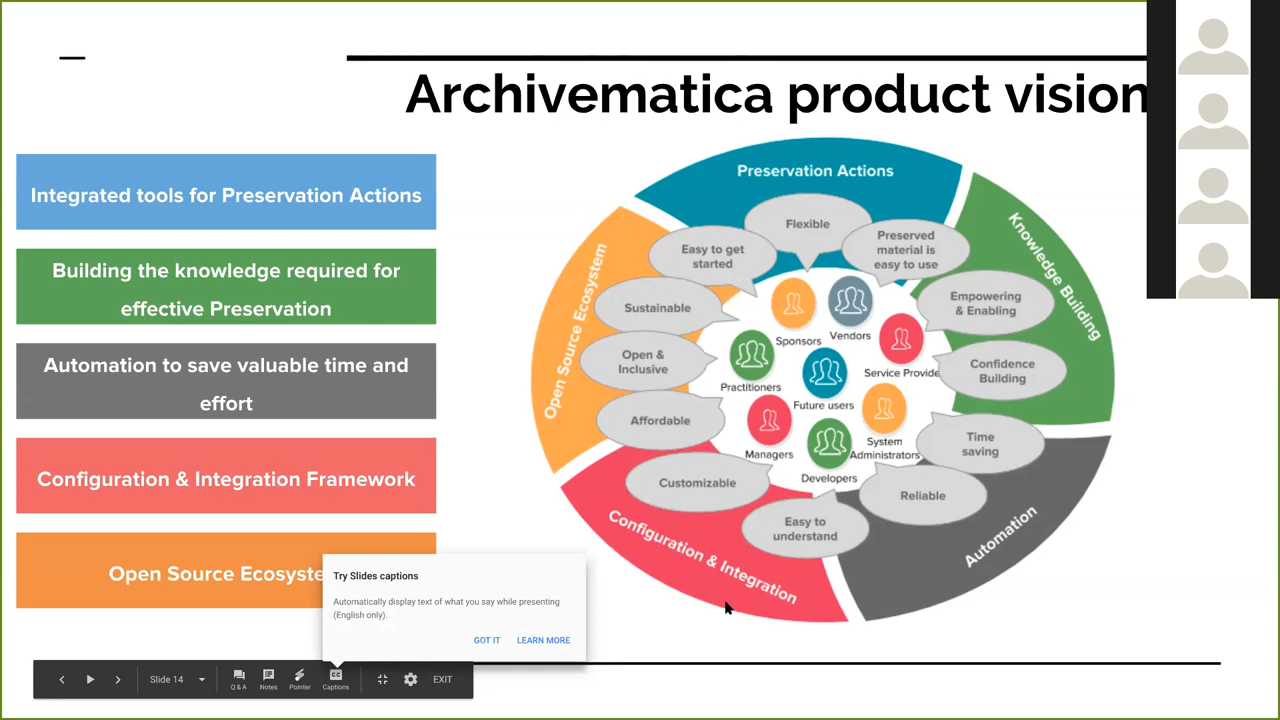 Archivematica product vision
Integrated tools for Preservation Actions
Building the knowledge required for
effective Preservation
Automation to save valuable time and
effort
Configuration & Integration Framework
Open Source Ecosyste
Preservation Actions
Knowledge Building
Automation
Configuration & Integration
Open Source Ecosystem
Flexible
Easy to get
started
Preserved
material is
easy to use
Sustainable
Empowering
& Enabling
Open &
Inclusive
Confidence
Building
Affordable
Time
saving
Customizable
Reliable
Easy to
understand
Sponsors
Vendors
Service Provide
Practitioners
Future users
Managers
System
Administrators
Developers
Try Slides captions
Automatically display text of what you say while presenting
(English only).
GOT IT
LEARN MORE
Slide 14
Q & A
Notes
Pointer
CC
Captions
EXIT